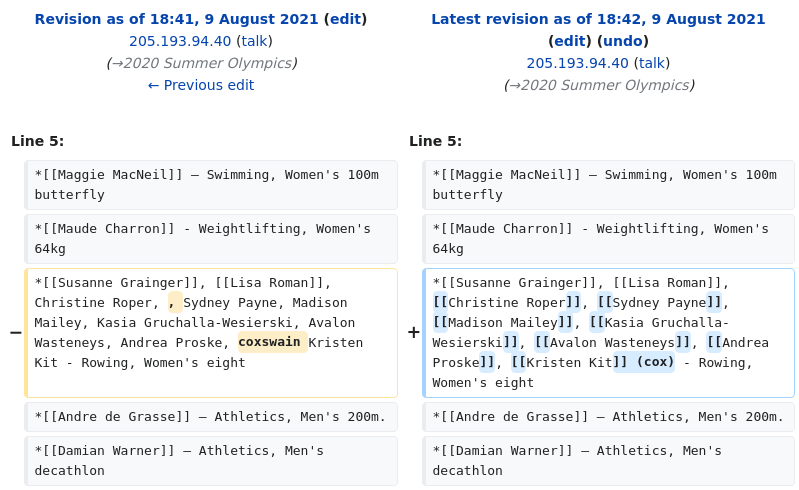 Revision as of 18:41, 9 August 2021 (edit)
205.193.94.40 (talk)
(→2020 Summer Olympics)
← Previous edit
Latest revision as of 18:42, 9 August 2021
(edit) (undo)
205.193.94.40 (talk)
(→2020 Summer Olympics)
Line 5:
Line 5:
*[[Maggie MacNeil]] – Swimming, Women's 100m
butterfly
*[[Maggie MacNeil]] – Swimming, Women's 100m
butterfly
*[[Maude Charron]] - Weightlifting, Women's
64kg
*[[Maude Charron]] - Weightlifting, Women's
64kg
−
*[[Susanne Grainger]], [[Lisa Roman]],
Christine Roper, , Sydney Payne, Madison
Mailey, Kasia Gruchalla-Wesierski, Avalon
Wasteneys, Andrea Proske, coxswain Kristen
Kit - Rowing, Women's eight
+
*[[Susanne Grainger]], [[Lisa Roman]],
[[Christine Roper]], [[Sydney Payne]],
[[Madison Mailey]], [[Kasia Gruchalla-
Wesierski]], [[Avalon Wasteneys]], [[Andrea
Proske]], [[Kristen Kit]] (cox) - Rowing,
Women's eight
*[[Andre de Grasse]] – Athletics, Men's 200m.
*[[Andre de Grasse]] – Athletics, Men's 200m.
*[[Damian Warner]] – Athletics, Men's
decathlon
*[[Damian Warner]] – Athletics, Men's
decathlon